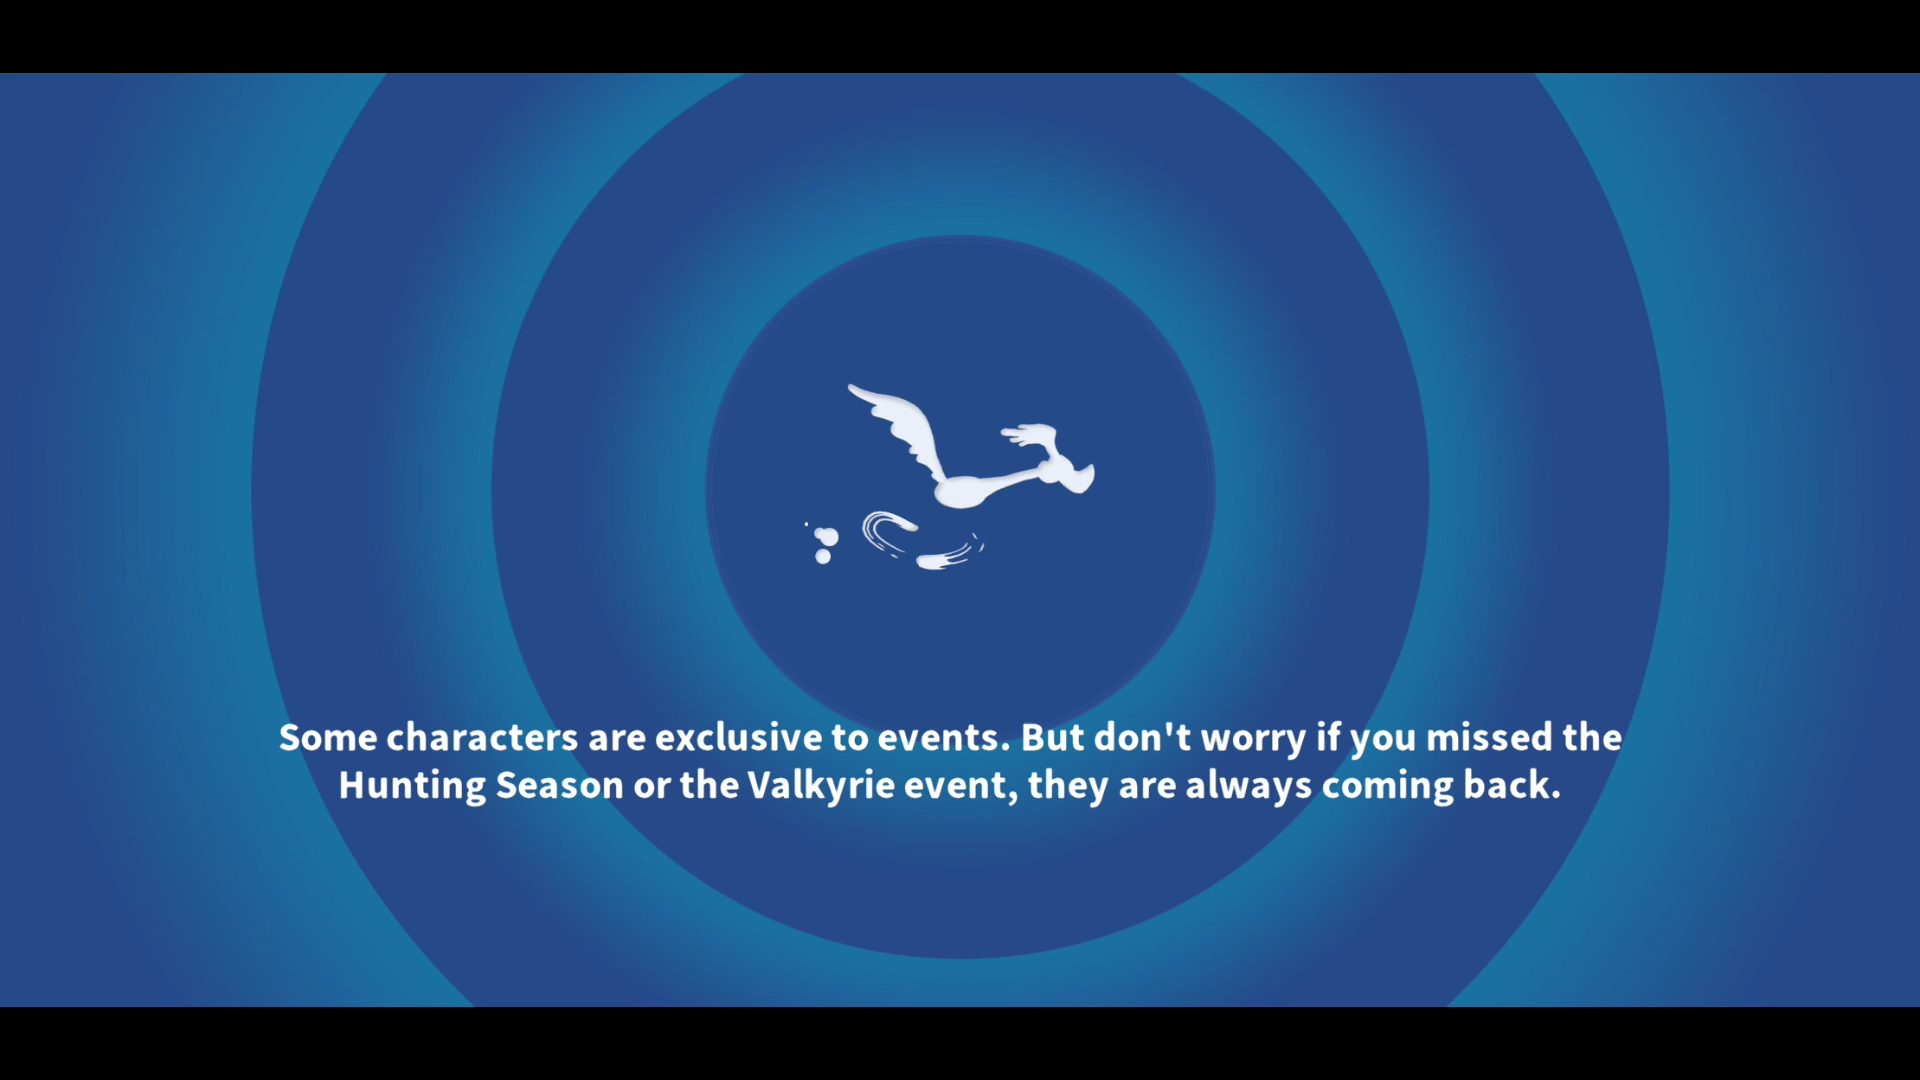 Some characters are exclusive to events. But don't worry if you missed the
Hunting Season or the Valkyrie event, they are always coming back.